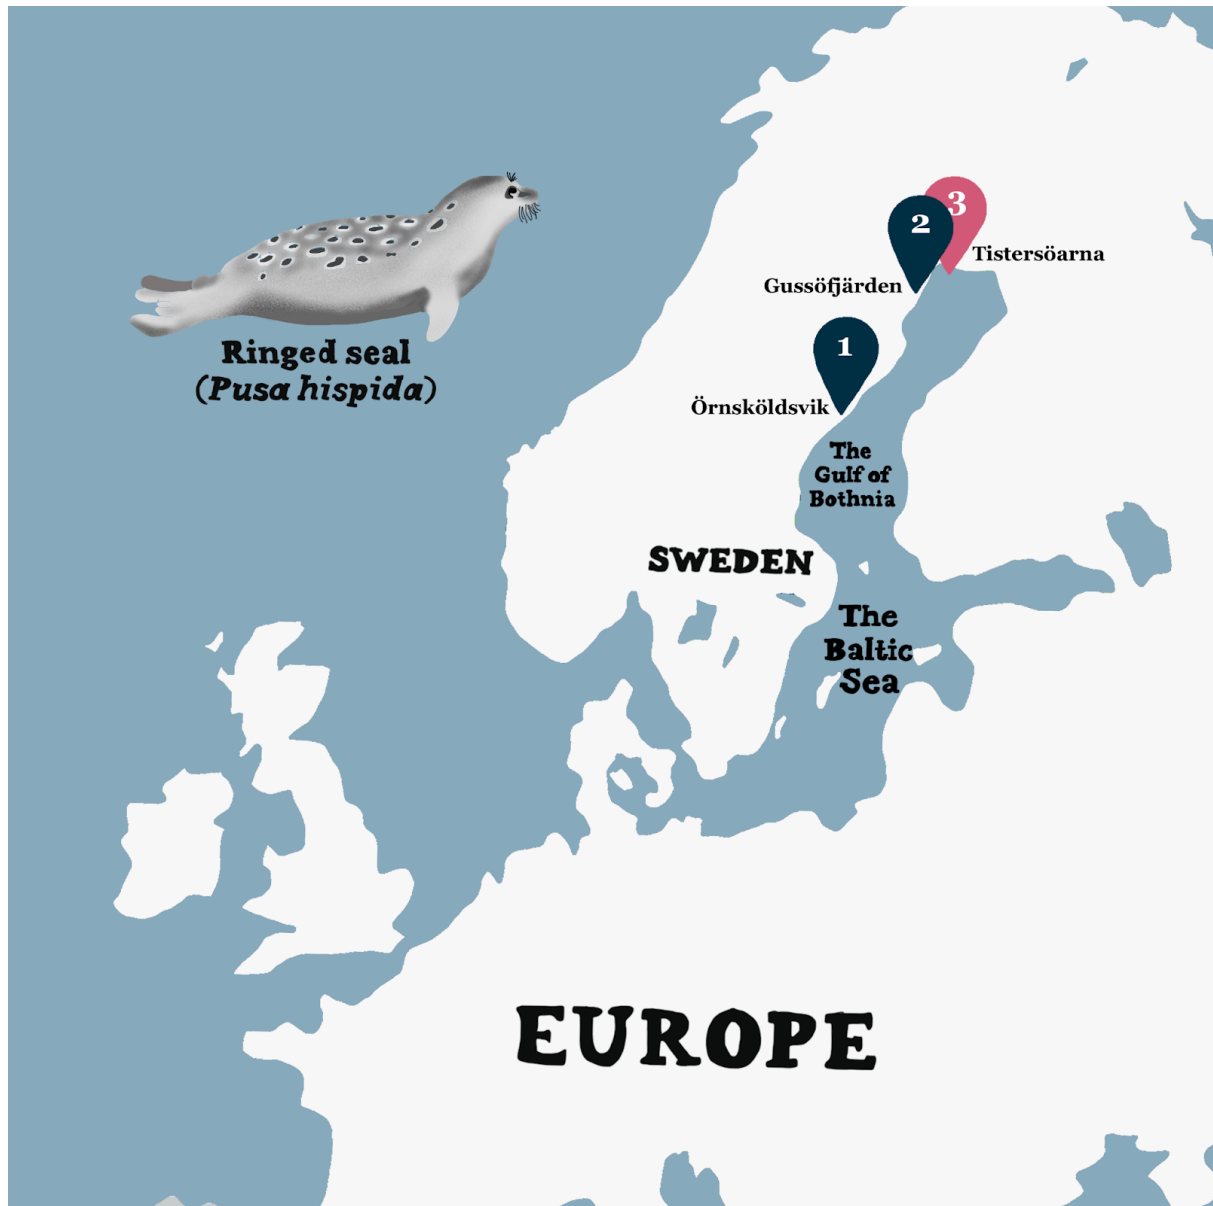 3
2
Tistersöarna
Gussöfjärden
1
Örnsköldsvik
Ringed seal
(Pusa hispida)
The
Gulf of
Bothnia
SWEDEN
The
Baltic
Sea
EUROPE